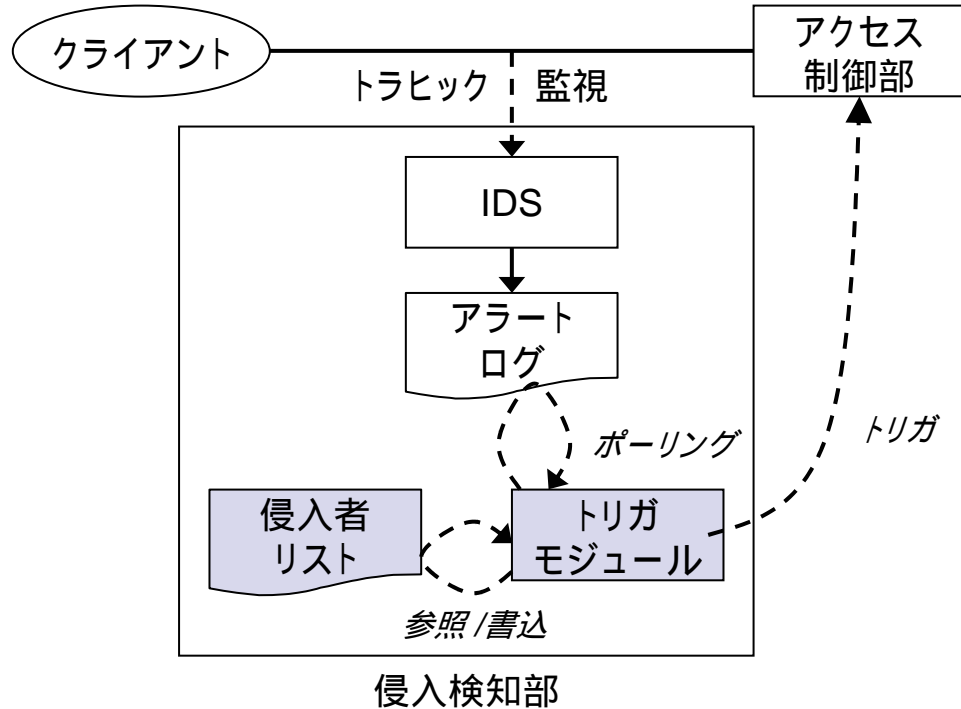 クライアント
アクセス
制御部
トラヒック 監視
IDS
アラート
ログ
ポーリング
トリガ
侵入者
リスト
トリガ
モジュール
参照 /書込
侵入検知部